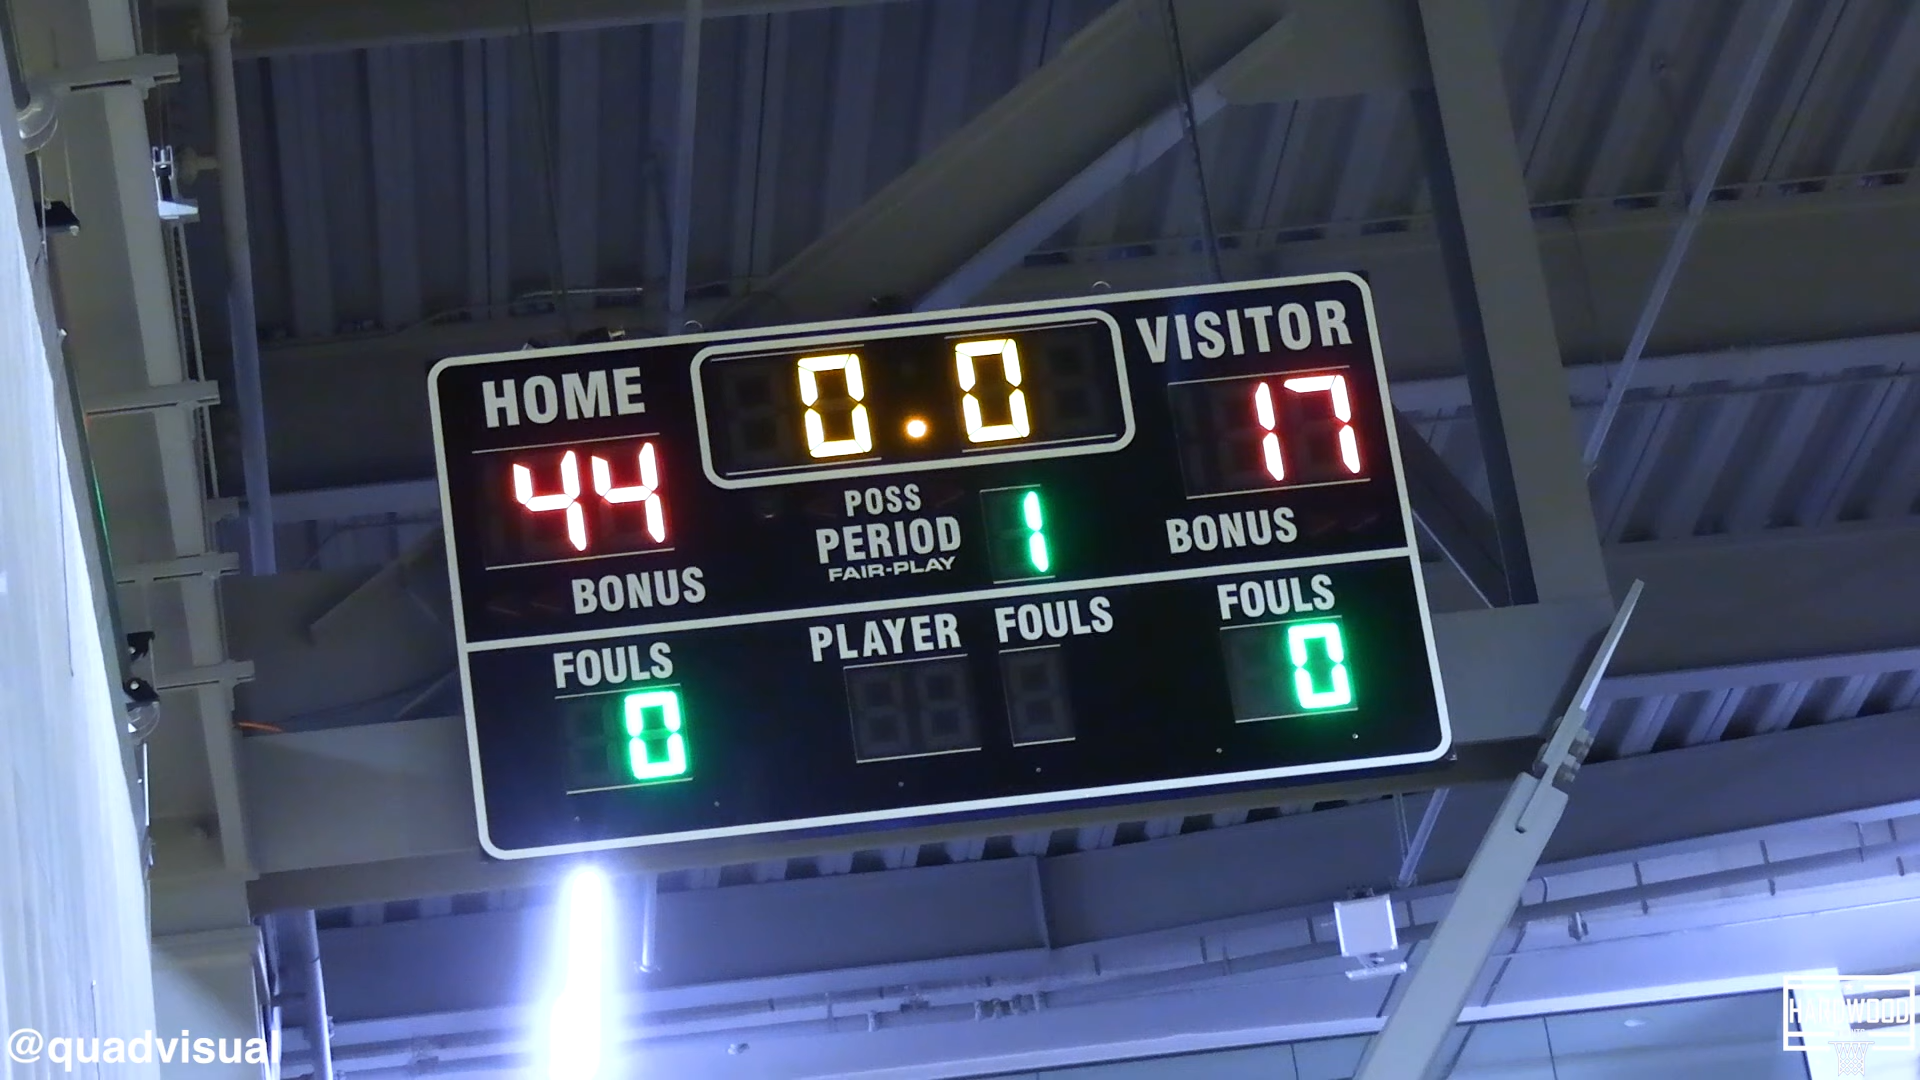 HOME
0.0
VISITOR
44
17
POSS
PERIOD
1
FAIR-PLAY
BONUS
BONUS
FOULS
PLAYER
FOULS
FOULS
0
0
@quadvisual
HARDWOOD